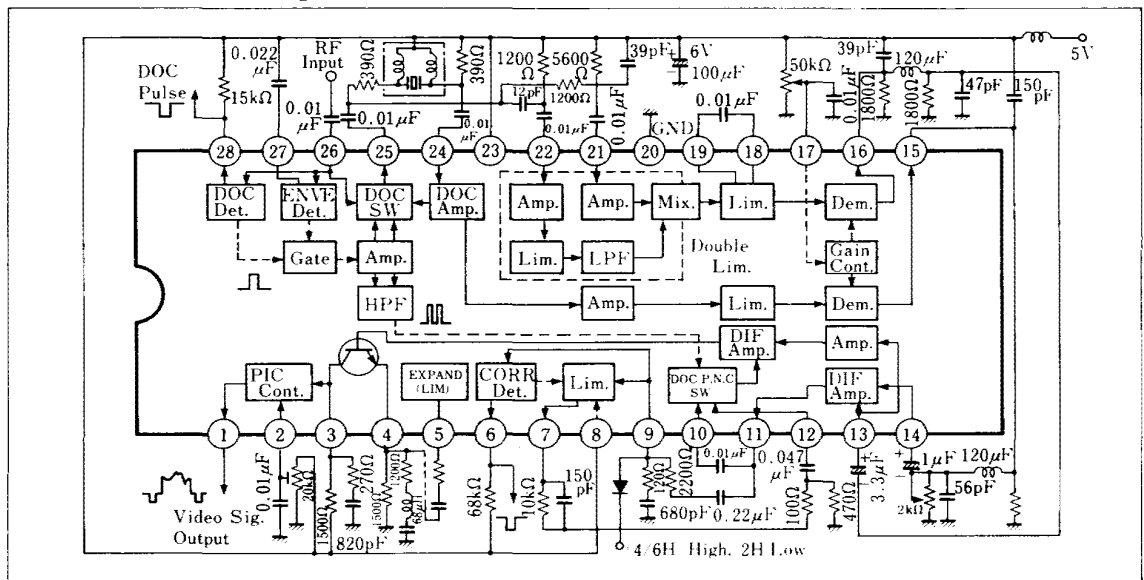 DOC
Pulse
15kΩ
0.022
μF
0.01
μF
RF
Input
0.01μF
390Ω
390Ω
0.01
μF
1200
Ω
12pF
5600
Ω
1200Ω
0.01μF
0.01μF
39pF
6V
100μF
GND
0.01μF
50kΩ
0.01μF
39pF
120μF
1800Ω
1800Ω
47pF
150
pF
5V
28
27
26
25
24
23
22
21
20
19
18
17
16
15
DOC
Det.
ENVE
Det.
DOC
SW
DOC
Amp.
Amp.
Amp.
Mix.
Lim.
Dem.
Gate
Amp.
Lim.
LPF
Double
Lim.
Gain
Cont.
HPF
Amp.
Lim.
Dem.
PIC
Cont.
EXPAND
(LIM)
CORR
Det.
Lim.
DIF
Amp.
Amp.
DOC P.N.C
SW
DIF
Amp.
1
2
3
4
5
6
7
8
9
10
11
12
13
14
Video Sig.
Output
0.01μF
20kΩ
1500Ω
270Ω
820pF
1500Ω
1200Ω
68μH
68kΩ
10kΩ
150
pF
120Ω
680pF
2200Ω
0.01μF
0.22μF
0.047
μF
100Ω
470Ω
3.3μF
1μF
2kΩ
56pF
120μF
4/6H High, 2H Low